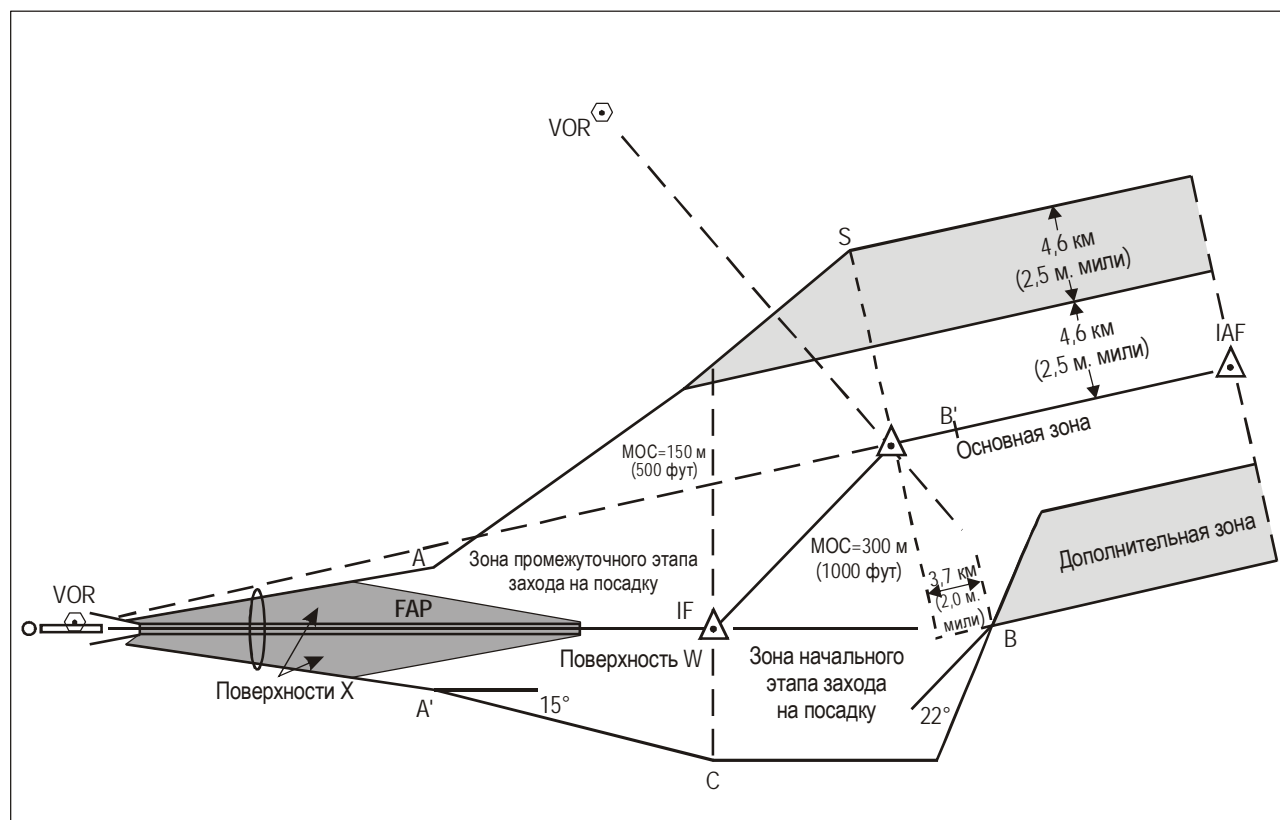 VOR
S
4,6 км
(2,5 м. мили)
4,6 км
(2,5 м. мили)
IAF
B'
Основная зона
МОС=150 м
(500 фут)
A
Зона промежуточного этапа
захода на посадку
МОС=300 м
(1000 фут)
3,7 км
(2,0 м.
мили)
Дополнительная зона
VOR
FAP
IF
B
Поверхность W
Зона начального
этапа захода
на посадку
Поверхности X
A'
15°
22°
C